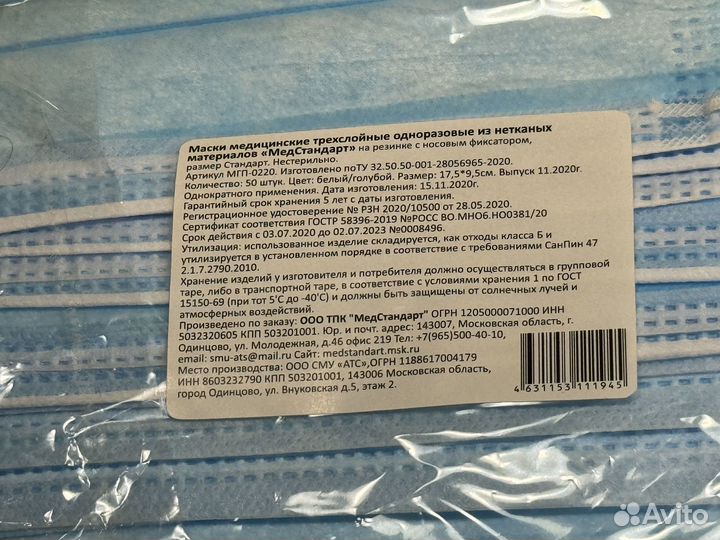 Маски медицинские трехслойные одноразовые из нетканых
материалов «МедСтандарт» на резинке с носовым фиксатором,
размер Стандарт. Нестерильно.
Артикул МГП-0220. Изготовлено поТУ 32.50.50-001-28056965-2020.
Количество: 50 штук. Цвет: белый/голубой. Размер: 17,5*9,5см. Выпуск 11.2020г.
Однократного применения. Дата изготовления: 15.11.2020г.
Гарантийный срок хранения 5 лет с даты изготовления.
Регистрационное удостоверение № РЗН 2020/10500 от 28.05.2020.
Сертификат соответствия ГОСТР 58396-2019 №РОСС ВО.МНО6.НО0381/20
Срок действия с 03.07.2020 до 02.07.2023 №0008496.
Утилизация: использованное изделие складируется, как отходы класса Б и
утилизируется в установленном порядке в соответствие с требованиями СанПин 47
2.1.7.2790.2010.
Хранение изделий у изготовителя и потребителя должно осуществляться в групповой
таре, либо в транспортной таре, в соответствии с условиями хранения 1 по ГОСТ
15150-69 (при тот 5'С до -40'С) и должны быть защищены от солнечных лучей и
атмосферных воздействий.
Произведено по заказу: ООО ТПК "МедСтандарт" ОГРН 1205000071000 ИНН
5032320605 КПП 503201001. Юр. и почт. адрес: 143007, Московская область, г.
Одинцово, ул. Молодежная, д.46 офис 219 Тел: +7(965)500-40-10,
email: smu-ats@mail.ru Сайт: medstandart.msk.ru
Место производства: ООО СМУ «АТС»,ОГРН 1188617004179
ИНН 8603232790 КПП 503201001, 143006 Московская область,
город Одинцово, ул. Внуковская д.5, этаж 2.
4 631153 111945
Avito